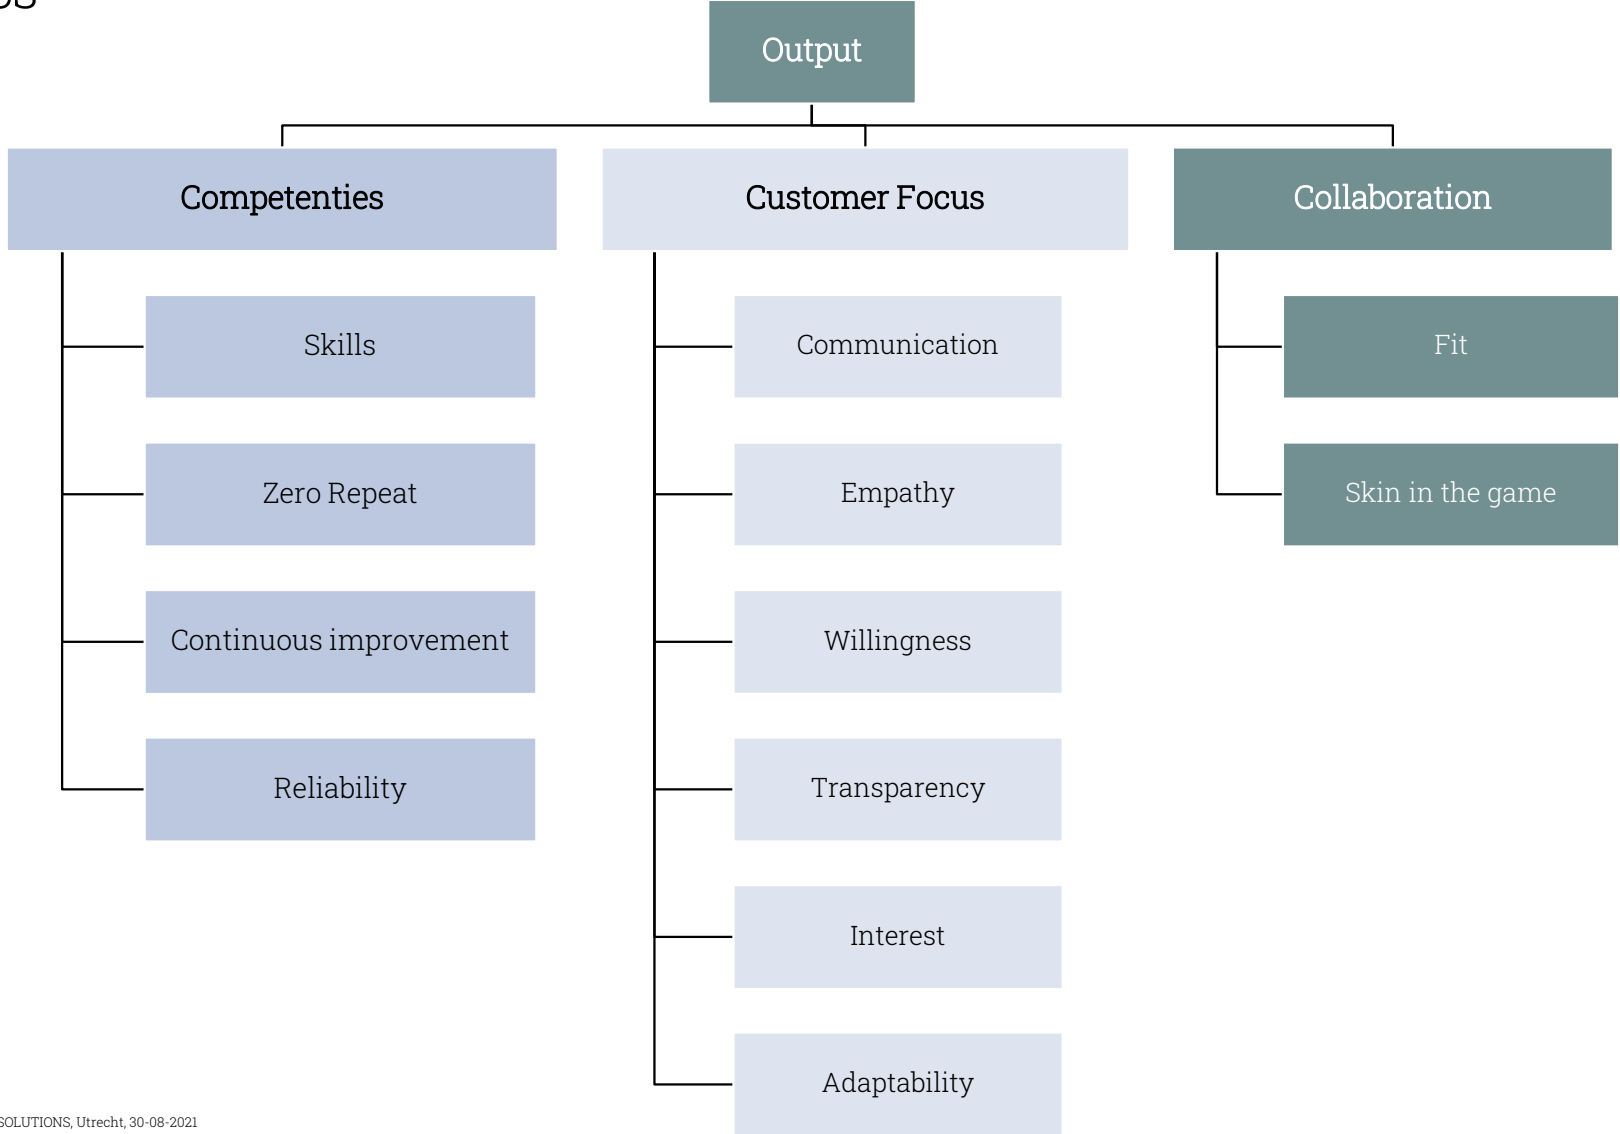 Output
Competenties
Customer Focus
Collaboration
Skills
Communication
Fit
Zero Repeat
Empathy
Skin in the game
Continuous improvement
Willingness
Reliability
Transparency
Interest
Adaptability
SOLUTIONS, Utrecht, 30-08-2021